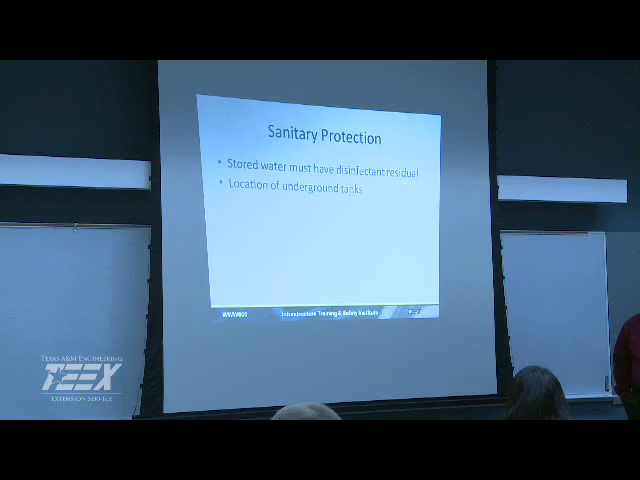 Sanitary Protection
• Stored water must have disinfectant residual
• Location of underground tanks
Infrastructure Training & Safety Institute
TEXAS A&M ENGINEERING
TEEX
EXTENSION SERVICE